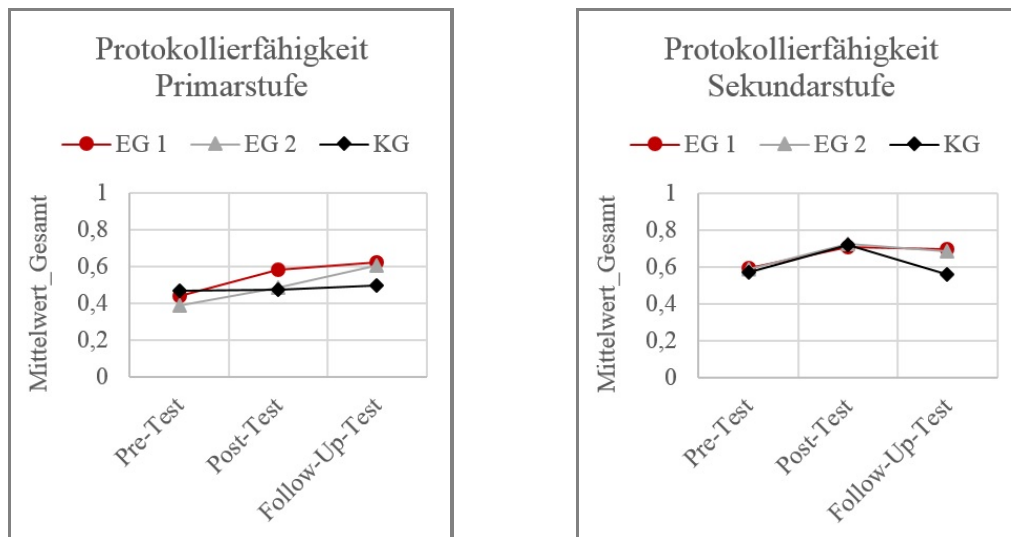 Protokollierfähigkeit
Primarstufe
EG 1 EG 2 KG
Mittelwert_Gesamt
1
0,8
0,6
0,4
0,2
0
Pre-Test
Post-Test
Follow-Up-Test
Protokollierfähigkeit
Sekundarstufe
EG 1 EG 2 KG
Mittelwert_Gesamt
1
0,8
0,6
0,4
0,2
0
Pre-Test
Post-Test
Follow-Up-Test